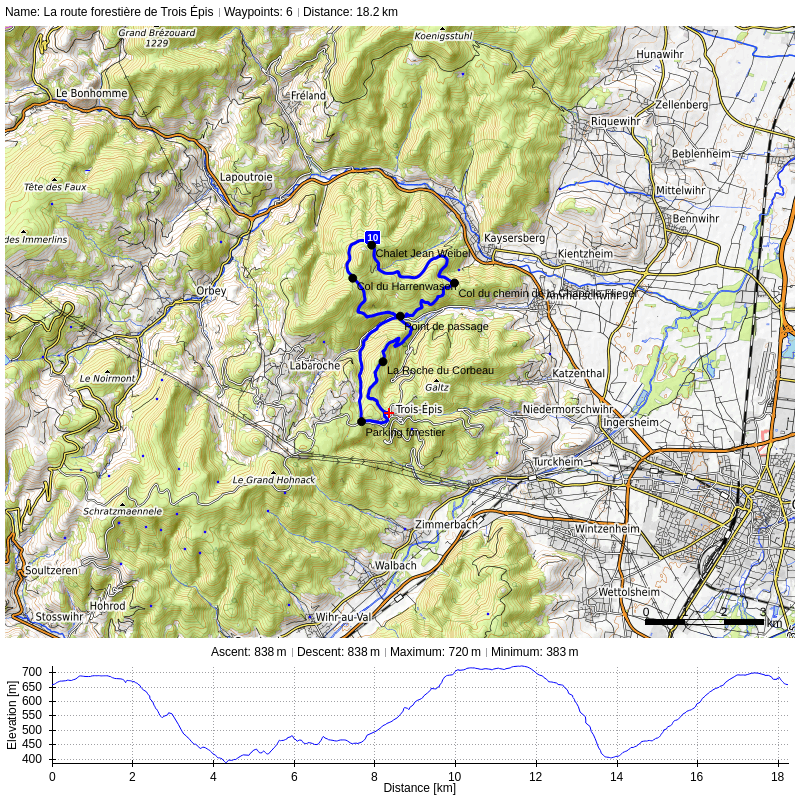 Name: La route forestière de Trois Épis | Waypoints: 6 | Distance: 18.2 km
Grand Brézouard
1229
Koenigsstuhl
Hunawihr
Le Bonhomme
Fréland
Zellenberg
Riquewihr
Beblenheim
Lapoutroie
Tête des Faux
Mittelwihr
Bennwihr
des Immerlins
10
Kaysersberg
Chalet Jean Weibel
Kientzheim
Orbey
Col du Harrenwasen
Col du chemin de la Chapelle Flieger
Ammerschwihr
Point de passage
Labaroche
La Roche du Corbeau
Katzenthal
Le Noirmont
Galtz
Trois-Épis
Niedermorschwihr
Ingersheim
Parking forestier
Turckheim
Le Grand Hohnack
Schratzmaennele
Zimmerbach
Wintzenheim
Walbach
Soultzeren
Wettolsheim
Hohrod
Stosswihr
Wihr-au-Val
0 1 2 3
km
Ascent: 838 m | Descent: 838 m | Maximum: 720 m | Minimum: 383 m
Elevation [m]
700
650
600
550
500
450
400
0 2 4 6 8 10 12 14 16 18
Distance [km]